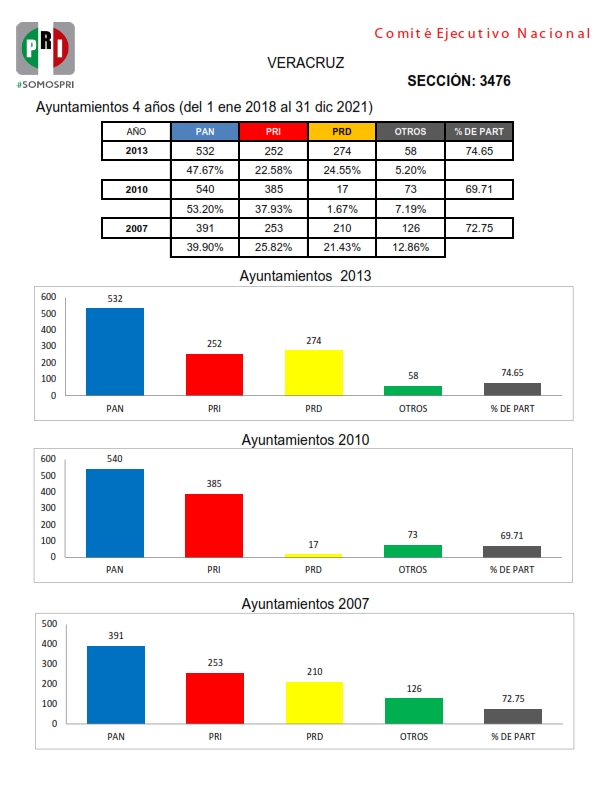 Comité Ejecutivo Nacional
PRI
#SOMOSPRI
VERACRUZ
SECCIÓN: 3476
Ayuntamientos 4 años (del 1 ene 2018 al 31 dic 2021)
AÑO PAN PRI PRD OTROS % DE PART
2013 532 252 274 58 74.65
47.67% 22.58% 24.55% 5.20%
2010 540 385 17 73 69.71
53.20% 37.93% 1.67% 7.19%
2007 391 253 210 126 72.75
39.90% 25.82% 21.43% 12.86%
Ayuntamientos 2013
600
500
400
300
200
100
0
532 252 274 58 74.65
PAN PRI PRD OTROS % DE PART
Ayuntamientos 2010
600
500
400
300
200
100
0
540 385 17 73 69.71
PAN PRI PRD OTROS % DE PART
Ayuntamientos 2007
500
400
300
200
100
0
391 253 210 126 72.75
PAN PRI PRD OTROS % DE PART